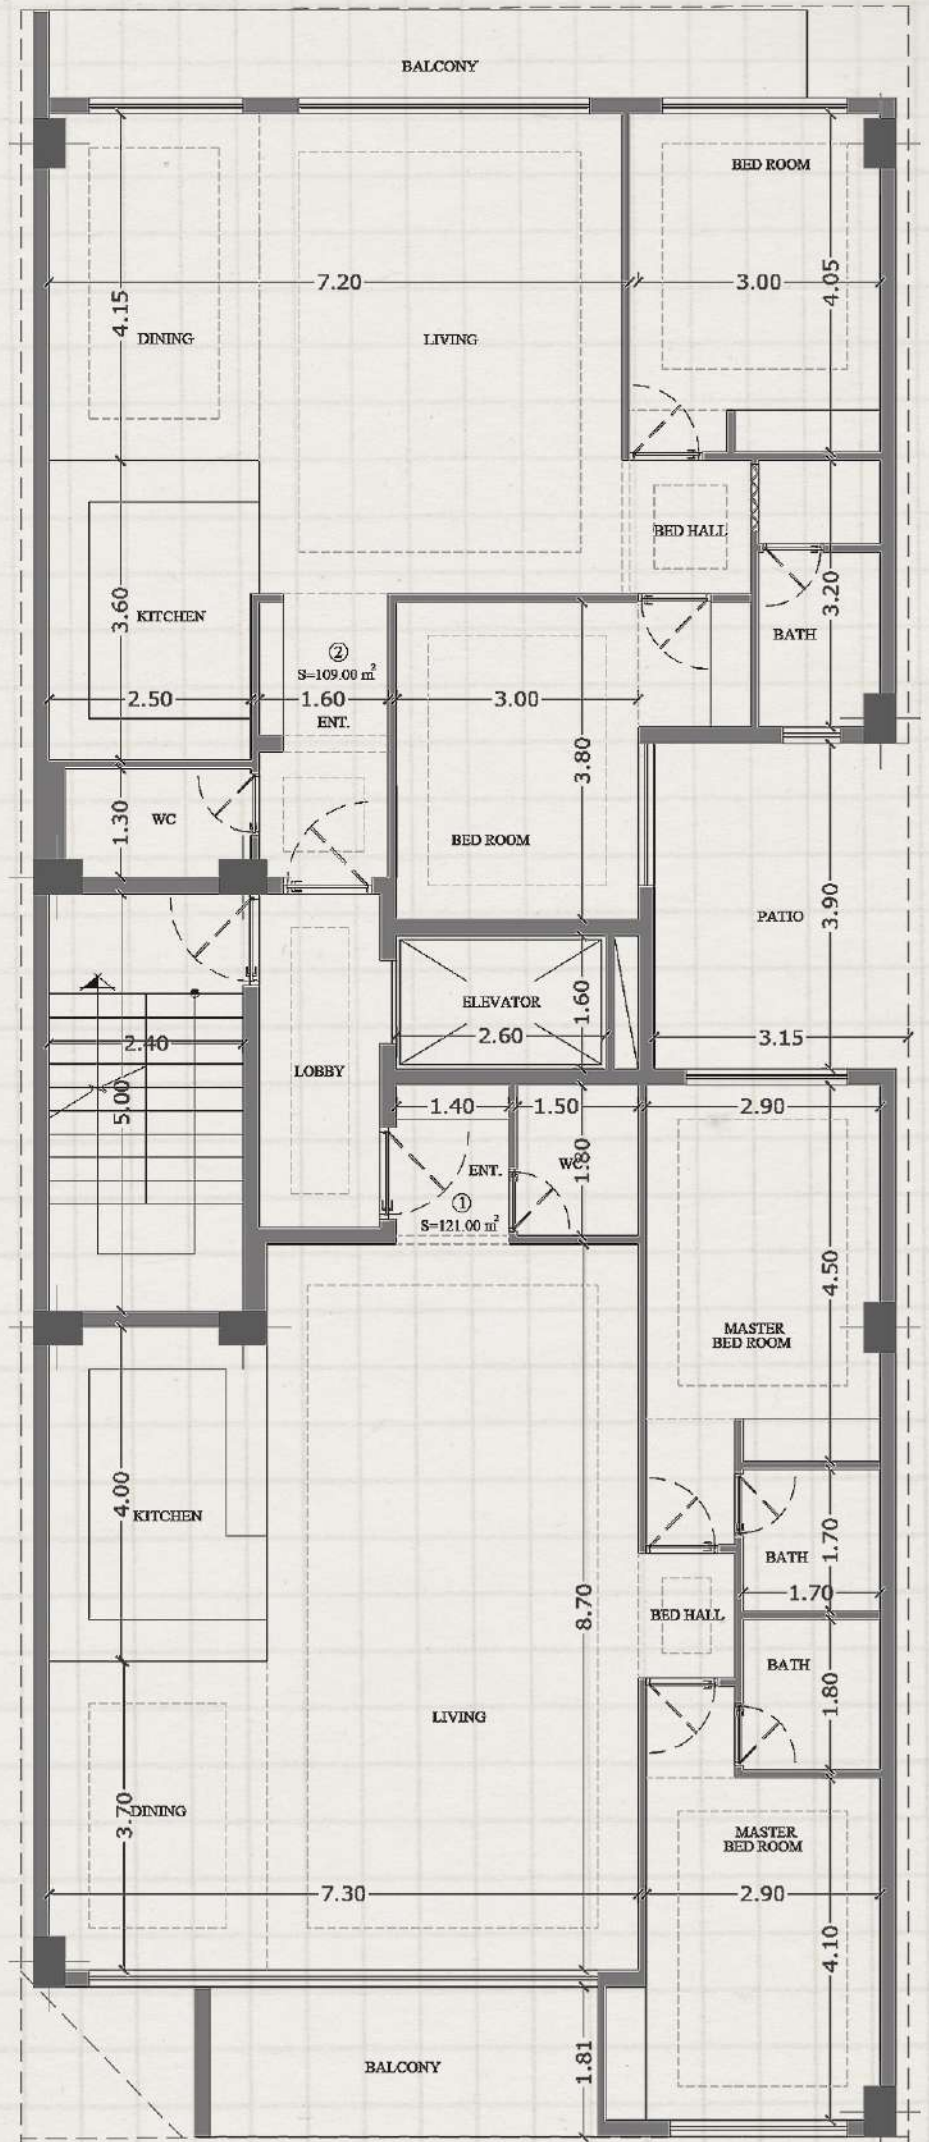 BALCONY
BED ROOM
7.20
3.00
4.05
4.15
DINING
LIVING
BED HALL
3.20
3.60
KITCHEN
BATH
②
S=109.00 m²
2.50
1.60
3.00
ENT.
3.80
1.30
WC
BED ROOM
PATIO
3.90
ELEVATOR
1.60
2.60
3.15
2.40
LOBBY
5.00
1.40
1.50
2.90
1.80
WC
ENT.
①
S=121.00 m²
4.50
MASTER
BED ROOM
4.00
KITCHEN
1.70
BATH
1.70
8.70
BED HALL
BATH
1.80
LIVING
3.70
DINING
MASTER
BED ROOM
7.30
2.90
4.10
BALCONY
1.81